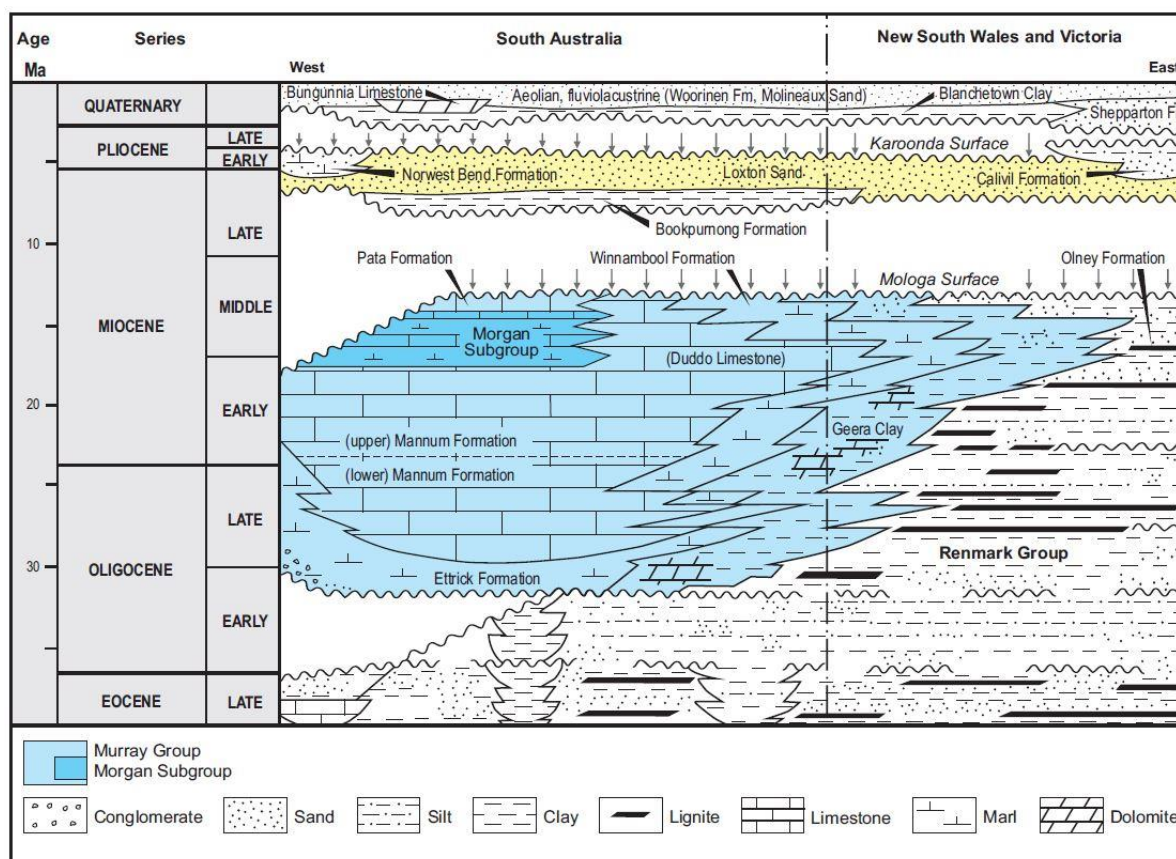 Age
Series
South Australia
New South Wales and Victoria
Ma
West
East
QUATERNARY
Bungunnia Limestone
Aeolian, fluviolacustrine (Woorinen Fm, Molineaux Sand)
Blanchetown Clay
Shepparton F
PLIOCENE
LATE
Karoonda Surface
EARLY
Norwest Bend Formation
Loxton Sand
Calivil Formation
Bookpurnong Formation
10
LATE
Pata Formation
Winnambool Formation
Mologa Surface
Olney Formation
MIOCENE
MIDDLE
Morgan
Subgroup
(Duddo Limestone)
20
EARLY
Geera Clay
(upper) Mannum Formation
(lower) Mannum Formation
LATE
Renmark Group
30
OLIGOCENE
Ettrick Formation
EARLY
EOCENE
LATE
Murray Group
Morgan Subgroup
Conglomerate
Sand
Silt
Clay
Lignite
Limestone
Marl
Dolomite